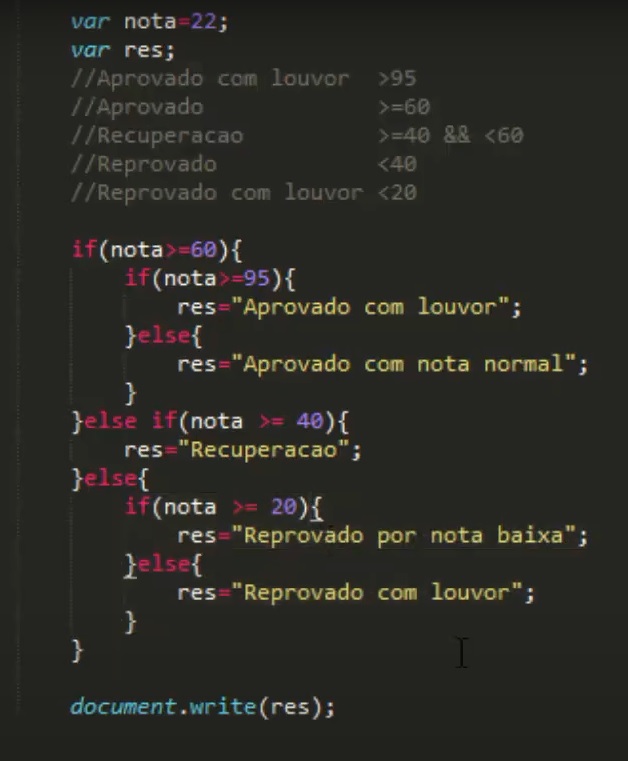 var nota=22;
var res;
//Aprovado com louvor  >95
//Aprovado             >=60
//Recuperacao          >=40 && <60
//Reprovado            <40
//Reprovado com louvor <20

if(nota>=60){
    if(nota>=95){
        res="Aprovado com louvor";
    }else{
        res="Aprovado com nota normal";
    }
}else if(nota >= 40){
    res="Recuperacao";
}else{
    if(nota >= 20){
        res="Reprovado por nota baixa";
    }else{
        res="Reprovado com louvor";
    }
}

document.write(res);